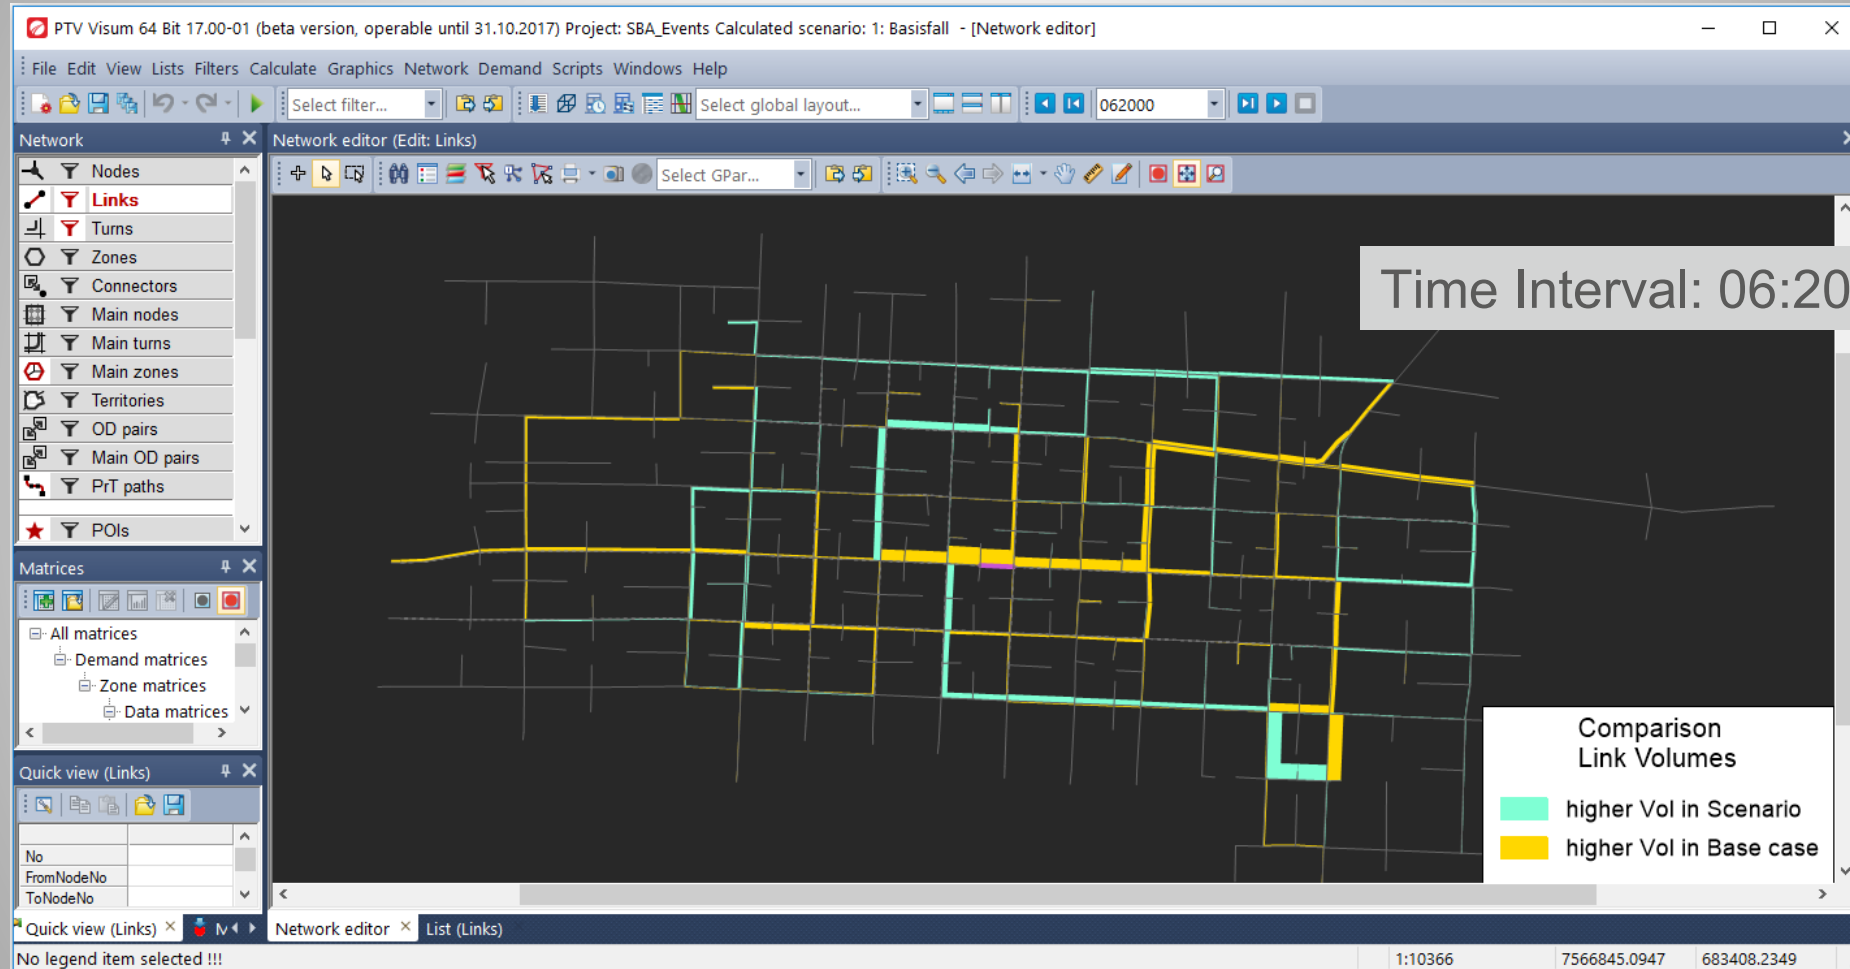 PTV Visum 64 Bit 17.00-01 (beta version, operable until 31.10.2017) Project: SBA_Events Calculated scenario: 1: Basisfall - [Network editor]
File Edit View Lists Filters Calculate Graphics Network Demand Scripts Windows Help
Select filter... Select global layout... 062000
Network
Network editor (Edit: Links)
Select GPar...
Nodes
Links
Turns
Zones
Connectors
Main nodes
Main turns
Main zones
Territories
OD pairs
Main OD pairs
PrT paths
POIs
Time Interval: 06:20
Matrices
All matrices
Demand matrices
Zone matrices
Data matrices
Quick view (Links)
No
FromNodeNo
ToNodeNo
Comparison
Link Volumes
higher Vol in Scenario
higher Vol in Base case
Quick view (Links) M Network editor List (Links)
No legend item selected !!! 1:10366 7566845.0947 683408.2349